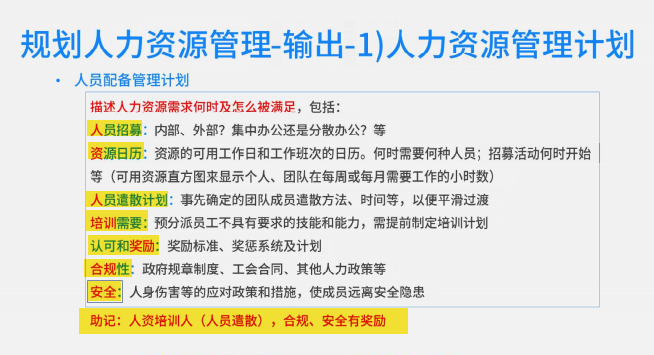 规划人力资源管理-输出-1)人力资源管理计划
• 人员配备管理计划
描述人力资源需求何时及怎么被满足，包括：
人员招募：内部、外部？集中办公还是分散办公？等
资源日历：资源的可用工作日和工作班次的日历。何时需要何种人员；招募活动何时开始
等（可用资源直方图来显示个人、团队在每周或每月需要工作的小时数）
人员遣散计划：事先确定的团队成员遣散方法、时间等，以便平滑过渡
培训需要：预分派员工不具有要求的技能和能力，需提前制定培训计划
认可和奖励：奖励标准、奖惩系统及计划
合规性：政府规章制度、工会合同、其他人力政策等
安全：人身伤害等的应对政策和措施，使成员远离安全隐患
助记：人资培训人（人员遣散），合规、安全有奖励